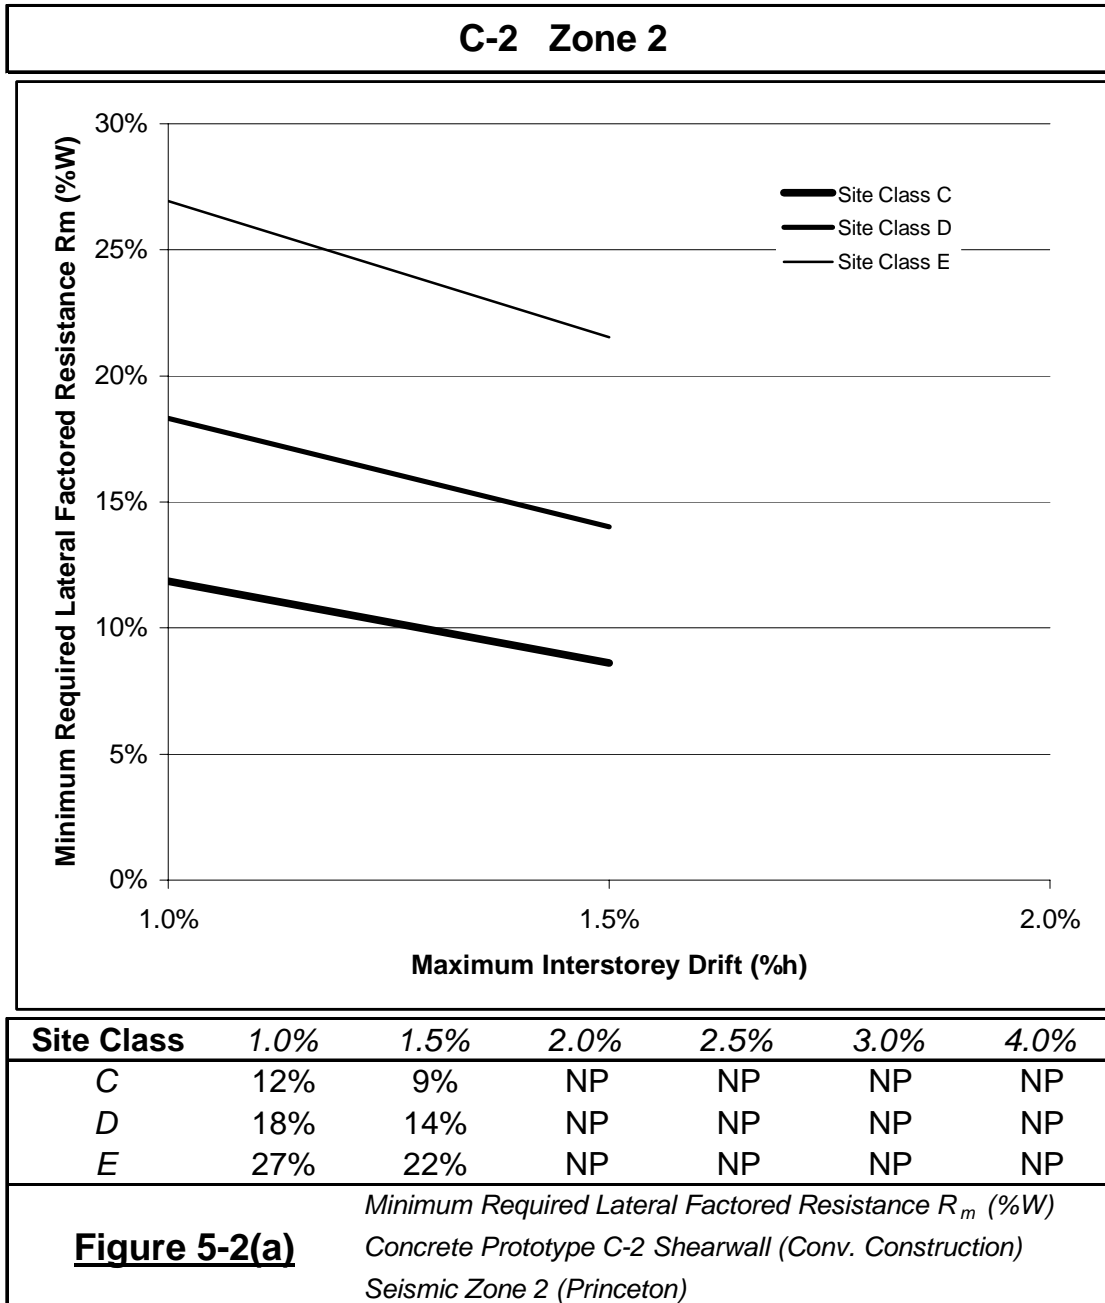 C-2 Zone 2
Minimum Required Lateral Factored Resistance Rm (%W)
30%
25%
20%
15%
10%
5%
0%
Site Class C
Site Class D
Site Class E
1.0% 1.5% 2.0%
Maximum Interstorey Drift (%h)
Site Class 1.0% 1.5% 2.0% 2.5% 3.0% 4.0%
C 12% 9% NP NP NP NP
D 18% 14% NP NP NP NP
E 27% 22% NP NP NP NP
Figure 5-2(a)
Minimum Required Lateral Factored Resistance Rm (%W)
Concrete Prototype C-2 Shearwall (Conv. Construction)
Seismic Zone 2 (Princeton)